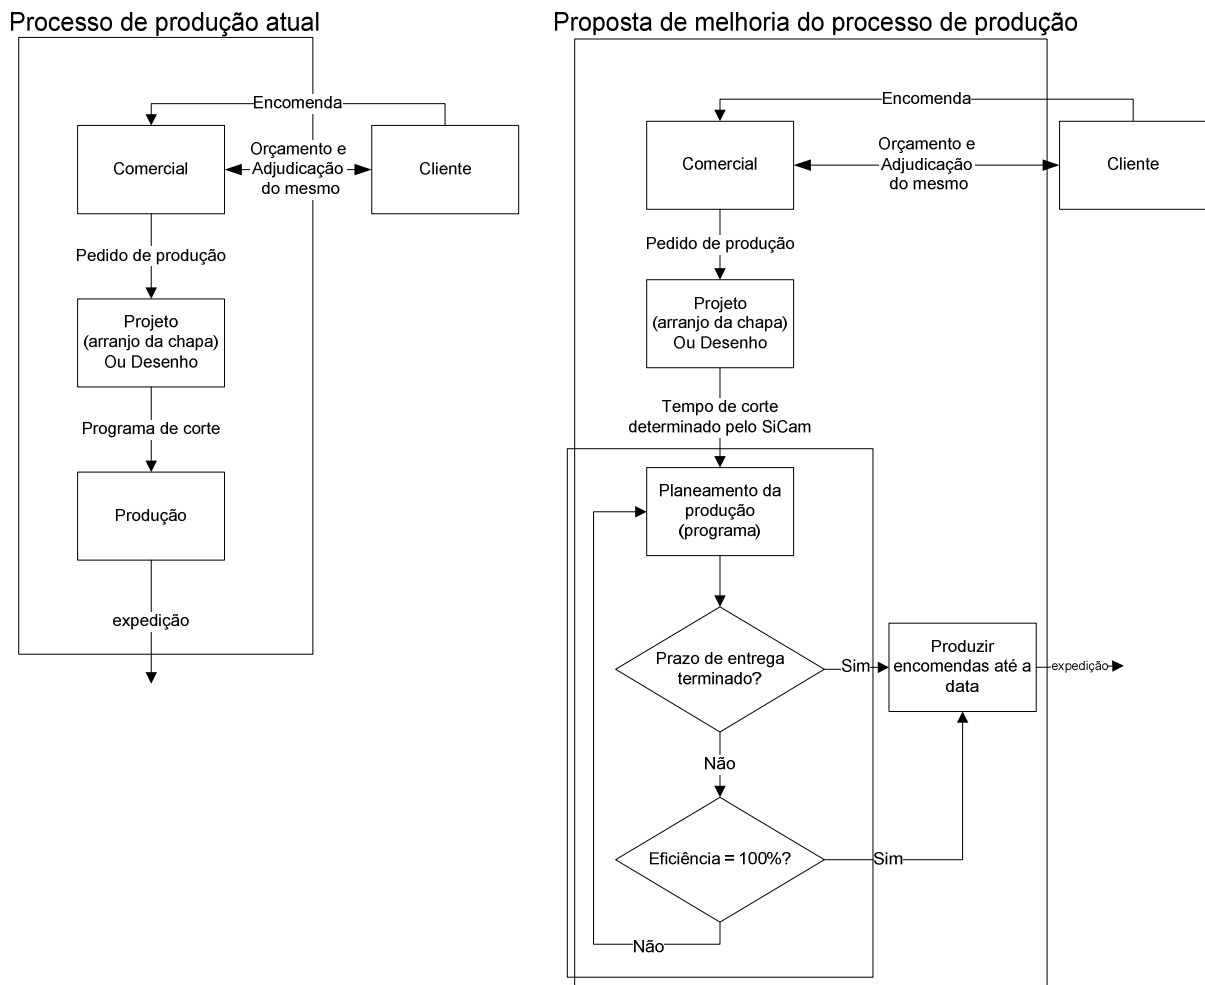 Processo de produção atual
Encomenda
Comercial
Orçamento e
Adjudicação
do mesmo
Cliente
Pedido de produção
Projeto
(arranjo da chapa)
Ou Desenho
Programa de corte
Produção
expedição
Proposta de melhoria do processo de produção
Encomenda
Comercial
Orçamento e
Adjudicação
do mesmo
Cliente
Pedido de produção
Projeto
(arranjo da chapa)
Ou Desenho
Tempo de corte
determinado pelo SiCam
Planeamento da
produção
(programa)
Prazo de entrega
terminado?
Sim
Produzir
encomendas até a
data
expedição
Não
Eficiência = 100%?
Sim
Não